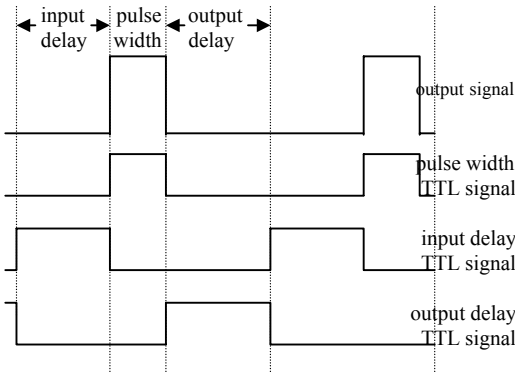 input
delay
pulse
width
output
delay
output signal
pulse width
TTL signal
input delay
TTL signal
output delay
TTL signal